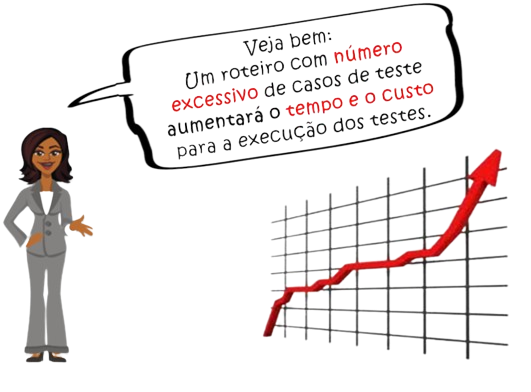 Veja bem:
Um roteiro com número
excessivo de casos de teste
aumentará o tempo e o custo
para a execução dos testes.